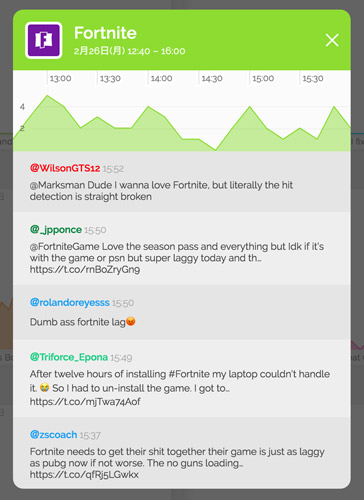 Fortnite
2月26日(月) 12:40 – 16:00
13:00 13:30 14:00 14:30 15:00 15:30
4
2
@WilsonGTS12 15:52
@Marksman Dude I wanna love Fortnite, but literally the hit
detection is straight broken
@_jpponce 15:50
@FortniteGame Love the season pass and everything but Idk if it's
with the game or psn but super laggy today and th…
https://t.co/rnBoZryGn9
@rolandoreyesss 15:50
Dumb ass fortnite lag😡
@Triforce_Epona 15:49
After twelve hours of installing #Fortnite my laptop couldn't handle
it. 😭 So I had to un-install the game. I got to…
https://t.co/mjTwa74Aof
@zscoach 15:37
Fortnite needs to get their shit together their game is just as laggy
as pubg now if not worse. The no guns loading…
https://t.co/qfRj5LGwkx